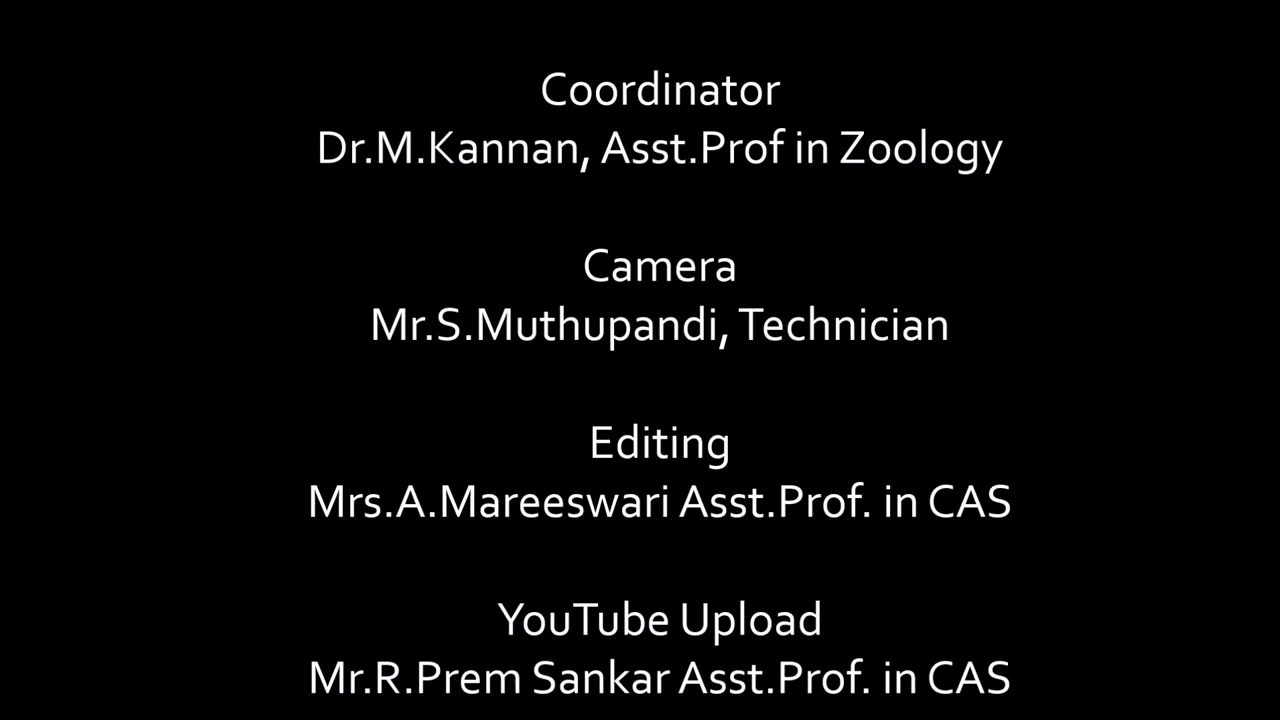 Coordinator
Dr.M.Kannan, Asst.Prof in Zoology
Camera
Mr.S.Muthupandi, Technician
Editing
Mrs.A.Mareeswari Asst.Prof. in CAS
YouTube Upload
Mr.R.Prem Sankar Asst.Prof. in CAS